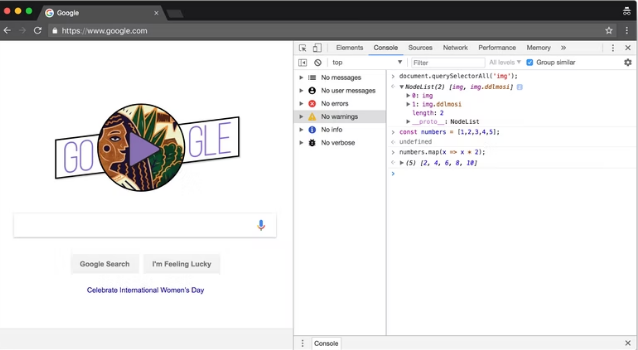 Google
https://www.google.com
GO GLE
Google Search
I'm Feeling Lucky
Celebrate International Women's Day
Elements Console Sources Network Performance Memory »
top Filter All levels Group similar
No messages
No user messages
No errors
No warnings
No info
No verbose
document.querySelectorAll('img');
NodeList(2) [img, img.ddlmosi]
0: img
1: img.ddlmosi
length: 2
__proto__: NodeList
const numbers = [1,2,3,4,5];
undefined
numbers.map(x => x * 2);
(5) [2, 4, 6, 8, 10]
Console